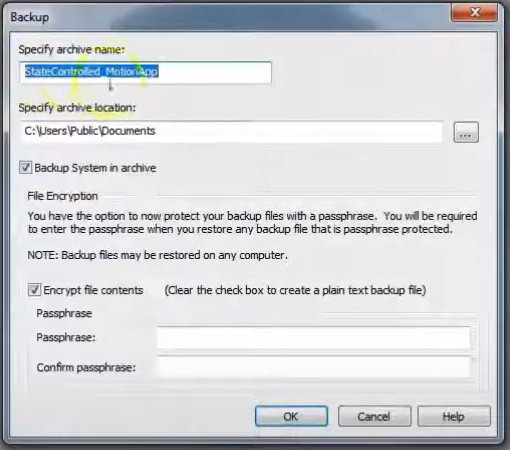 Backup
Specify archive name:
StateControlled_MotionApp
Specify archive location:
C:\Users\Public\Documents
...
Backup System in archive
File Encryption
You have the option to now protect your backup files with a passphrase. You will be required
to enter the passphrase when you restore any backup file that is passphrase protected.
NOTE: Backup files may be restored on any computer.
Encrypt file contents (Clear the check box to create a plain text backup file)
Passphrase
Passphrase:
Confirm passphrase:
OK Cancel Help